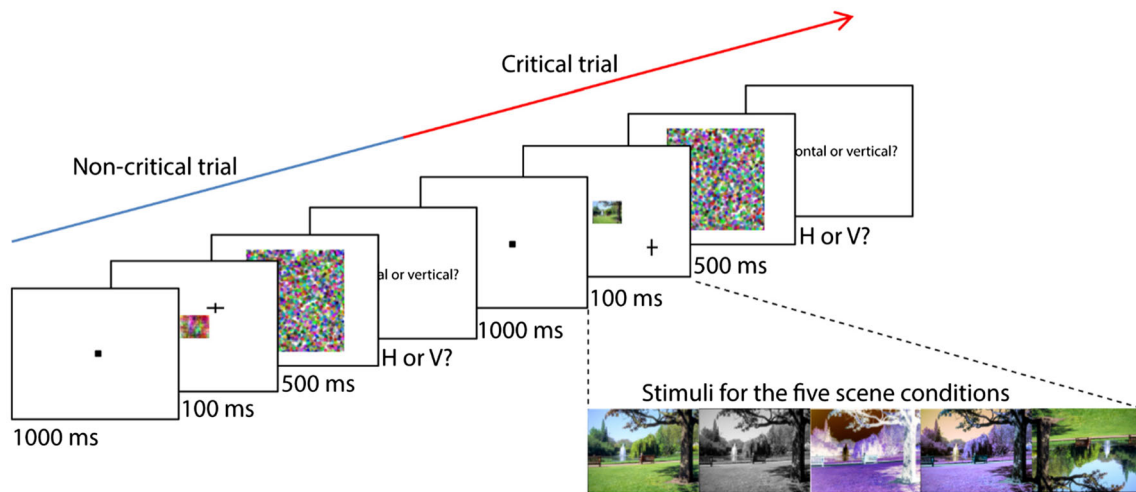 Critical trial
Non-critical trial
ontal or vertical?
H or V?
500 ms
al or vertical?
100 ms
1000 ms
H or V?
500 ms
100 ms
1000 ms
Stimuli for the five scene conditions